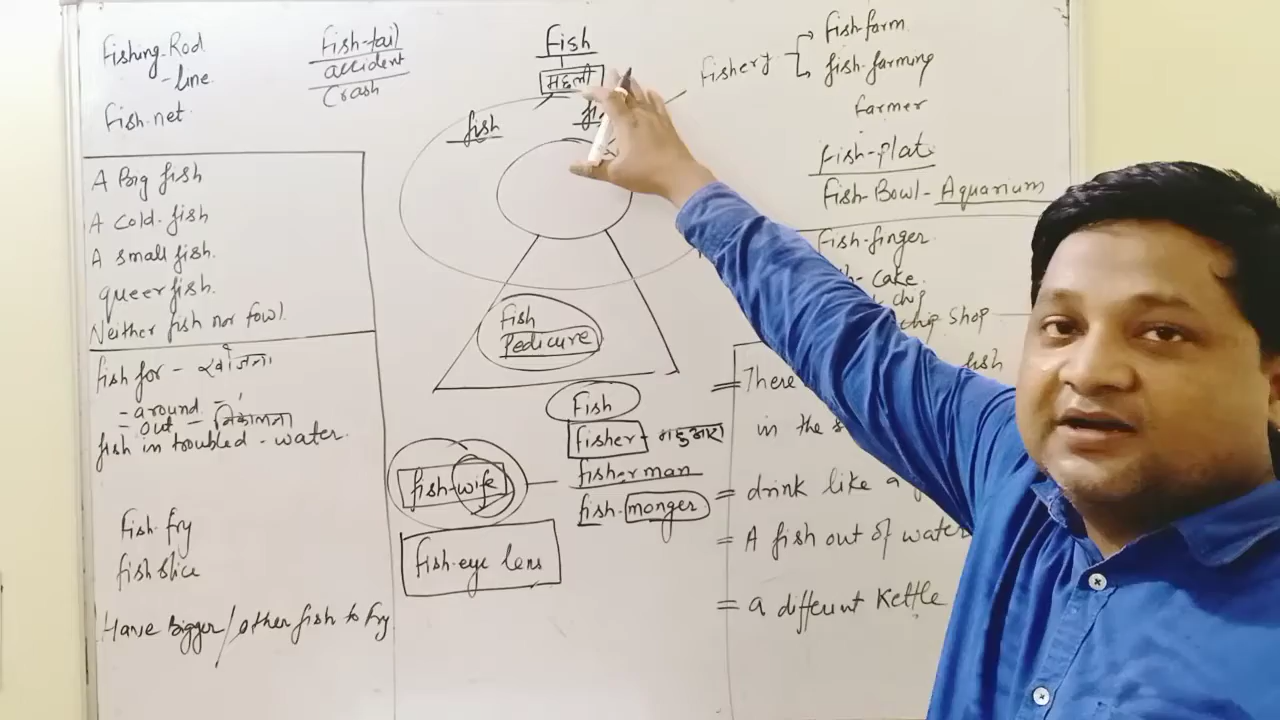 Fishing-Rod
- line
Fish-net
Fish-tail
accident
Crash
Fish
मछली
fish
Fishery
Fish-farm
fish-farming
farmer
fish-plate
Fish-Bowl - Aquarium
A Big fish
A cold-fish
A small fish.
queer fish.
Neither fish nor fowl
fish for - खोजना
- around -
- out - निकालना
fish in troubled - water.
Fish-fry
fish slice
Have Bigger/other fish to fry
Fish
Pedicure
Fish
fisher - मछुआरा
fisherman
fish-monger
fish-wife
fish-eye lens
Fish-finger
cake
chip
chip shop
fish
= There
in the
= drink like a
= A fish out of water
= a different Kettle